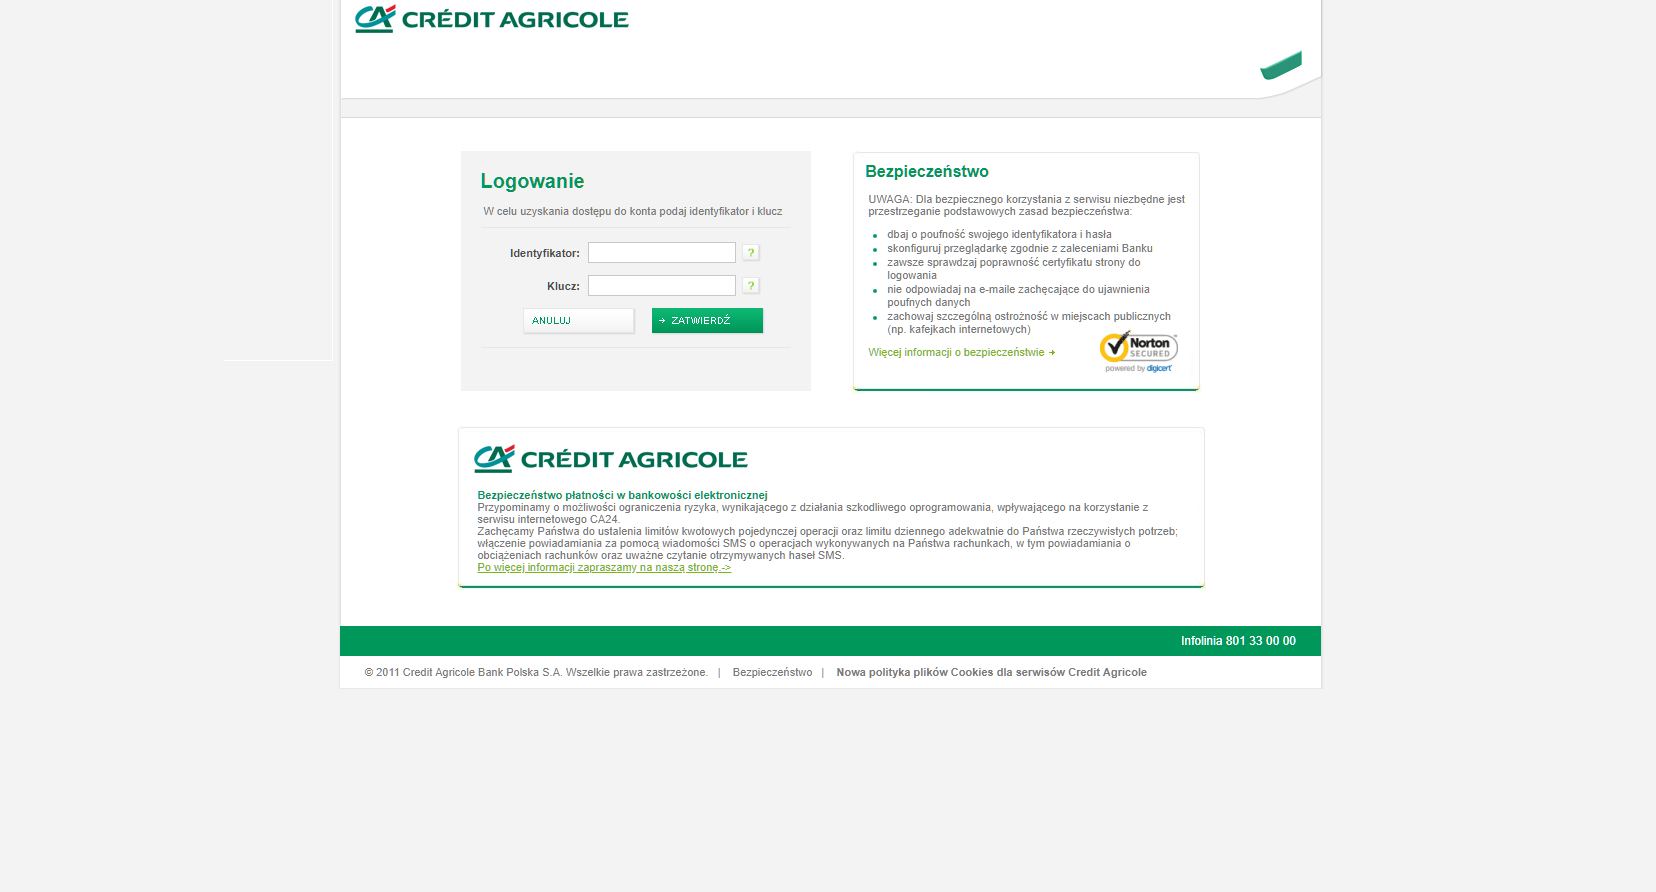 CRÉDIT AGRICOLE
Logowanie
W celu uzyskania dostępu do konta podaj identyfikator i klucz
Identyfikator:
?
Klucz:
?
ANULUJ
ZATWIERDŹ
Bezpieczeństwo
UWAGA: Dla bezpiecznego korzystania z serwisu niezbędne jest
przestrzeganie podstawowych zasad bezpieczeństwa:
dbaj o poufność swojego identyfikatora i hasła
skonfiguruj przeglądarkę zgodnie z zaleceniami Banku
zawsze sprawdzaj poprawność certyfikatu strony do
logowania
nie odpowiadaj na e-maile zachęcające do ujawnienia
poufnych danych
zachowaj szczególną ostrożność w miejscach publicznych
(np. kafejkach internetowych)
Więcej informacji o bezpieczeństwie
Norton
SECURED
powered by digicert
CRÉDIT AGRICOLE
Bezpieczeństwo płatności w bankowości elektronicznej
Przypominamy o możliwości ograniczenia ryzyka, wynikającego z działania szkodliwego oprogramowania, wpływającego na korzystanie z
serwisu internetowego CA24.
Zachęcamy Państwa do ustalenia limitów kwotowych pojedynczej operacji oraz limitu dziennego adekwatnie do Państwa rzeczywistych potrzeb;
włączenie powiadamiania za pomocą wiadomości SMS o operacjach wykonywanych na Państwa rachunkach, w tym powiadamiania o
obciążeniach rachunków oraz uważne czytanie otrzymywanych haseł SMS.
Po więcej informacji zapraszamy na naszą stronę.->
Infolinia 801 33 00 00
© 2011 Credit Agricole Bank Polska S.A. Wszelkie prawa zastrzeżone. | Bezpieczeństwo | Nowa polityka plików Cookies dla serwisów Credit Agricole